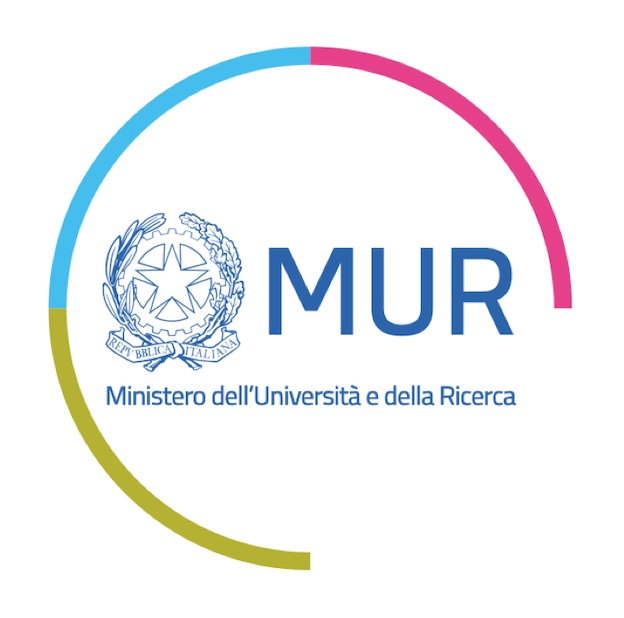 MUR
REPVBBLICA ITALIANA
Ministero dell'Università e della Ricerca